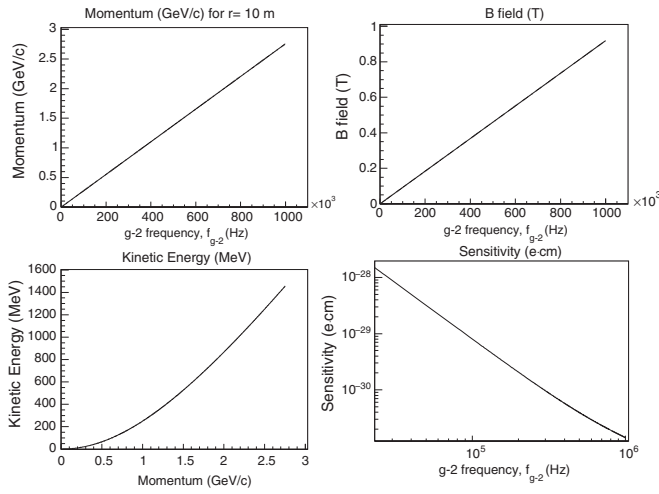 Momentum (GeV/c) for r= 10 m
Momentum (GeV/c)
3
2.5
2
1.5
1
0.5
0
0 200 400 600 800 1000 ×10³
g-2 frequency, f_g-2 (Hz)
B field (T)
B field (T)
1
0.8
0.6
0.4
0.2
0
0 200 400 600 800 1000 ×10³
g-2 frequency, f_g-2 (Hz)
Kinetic Energy (MeV)
Kinetic Energy (MeV)
1600
1400
1200
1000
800
600
400
200
0
0 0.5 1 1.5 2 2.5 3
Momentum (GeV/c)
Sensitivity (e·cm)
Sensitivity (e·cm)
10⁻²⁸
10⁻²⁹
10⁻³⁰
10⁵ 10⁶
g-2 frequency, f_g-2 (Hz)